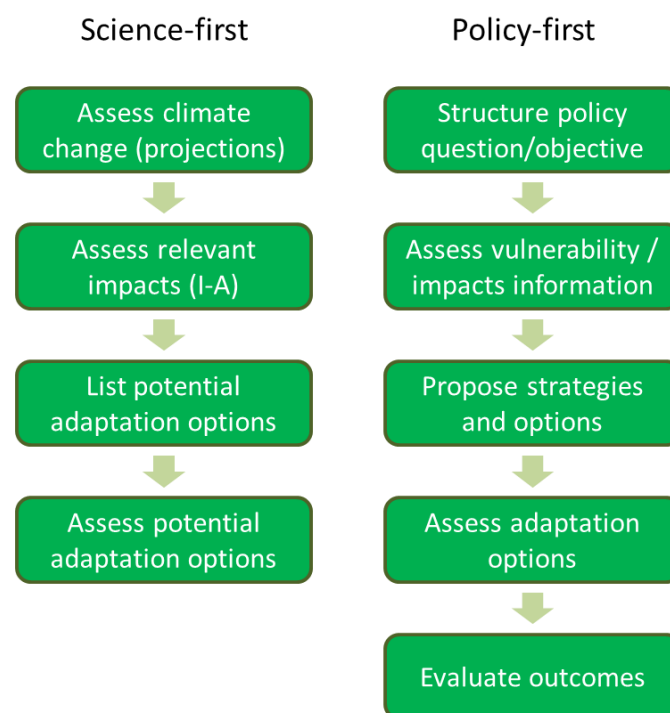 Science-first
Assess climate
change (projections)
Assess relevant
impacts (I-A)
List potential
adaptation options
Assess potential
adaptation options
Policy-first
Structure policy
question/objective
Assess vulnerability /
impacts information
Propose strategies
and options
Assess adaptation
options
Evaluate outcomes